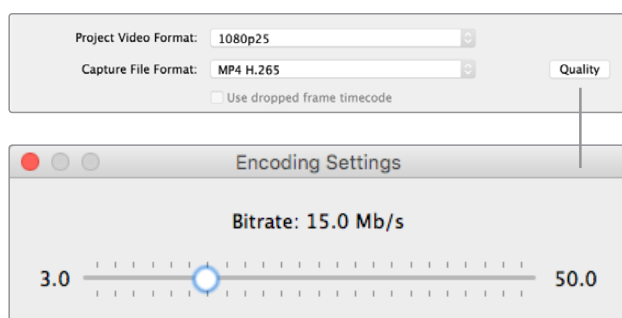 Project Video Format: 1080p25
Capture File Format: MP4 H.265 Quality
Use dropped frame timecode
Encoding Settings
Bitrate: 15.0 Mb/s
3.0 50.0